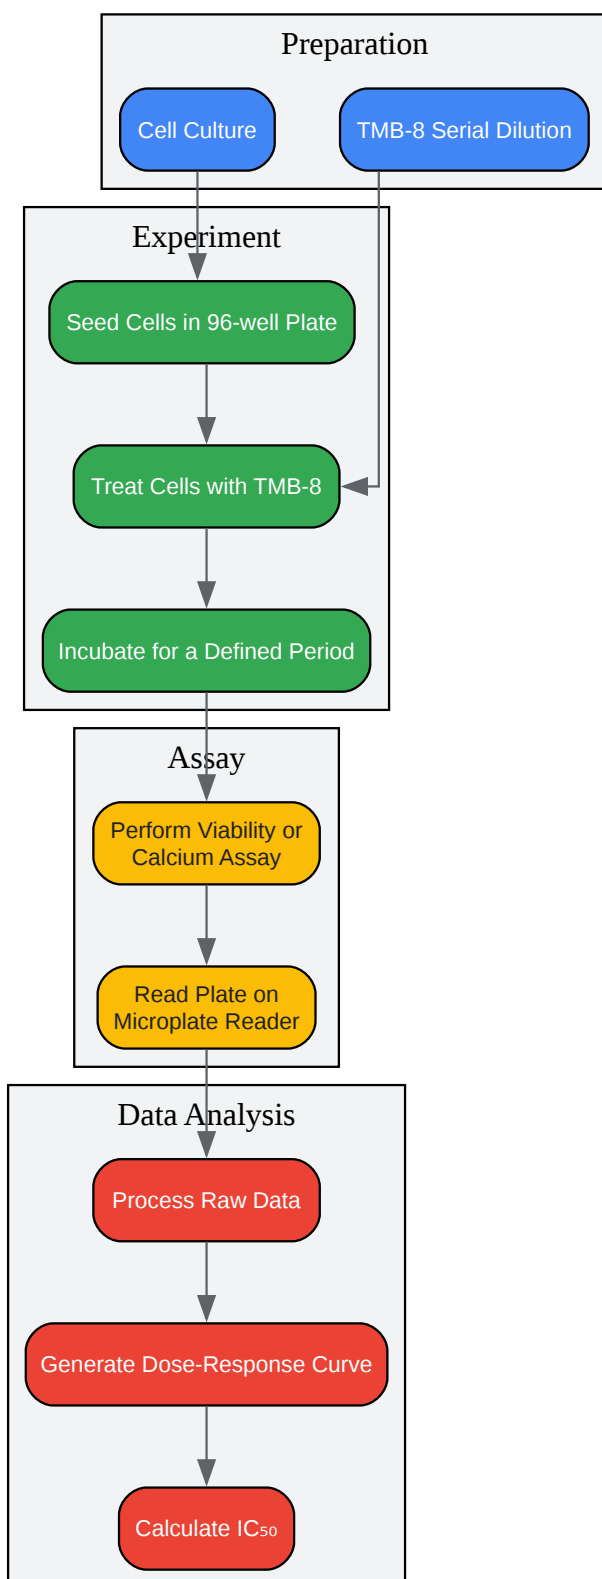 Preparation
Cell Culture
TMB-8 Serial Dilution
Experiment
Seed Cells in 96-well Plate
Treat Cells with TMB-8
Incubate for a Defined Period
Assay
Perform Viability or
Calcium Assay
Read Plate on
Microplate Reader
Data Analysis
Process Raw Data
Generate Dose-Response Curve
Calculate IC₅₀